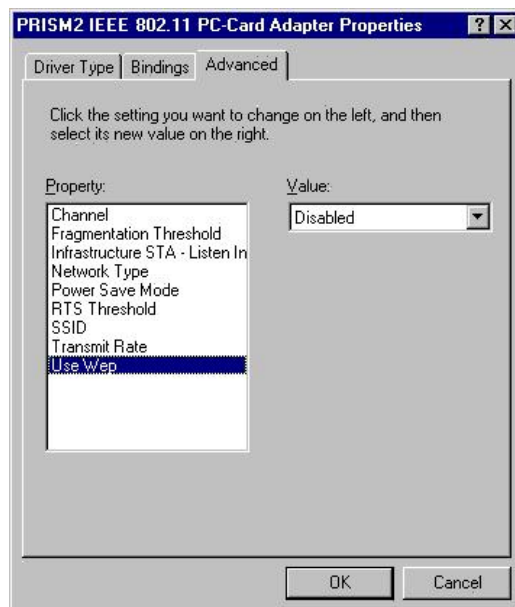 PRISM2 IEEE 802.11 PC-Card Adapter Properties
Driver Type
Bindings
Advanced
Click the setting you want to change on the left, and then
select its new value on the right.
Property:
Channel
Fragmentation Threshold
Infrastructure STA - Listen In
Network Type
Power Save Mode
RTS Threshold
SSID
Transmit Rate
Use Wep
Value:
Disabled
OK
Cancel